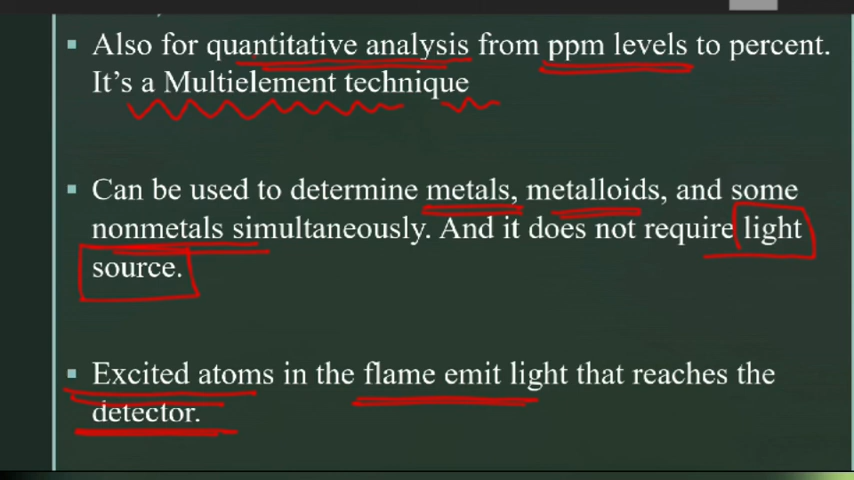 Also for quantitative analysis from ppm levels to percent.
It's a Multielement technique
Can be used to determine metals, metalloids, and some
nonmetals simultaneously. And it does not require light
source.
Excited atoms in the flame emit light that reaches the
detector.